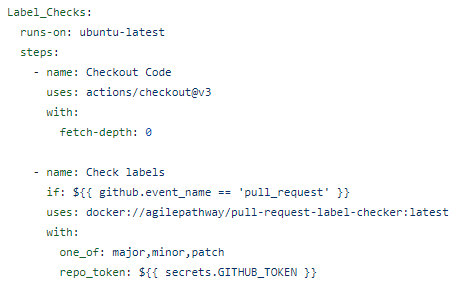 Label_Checks:
  runs-on: ubuntu-latest
  steps:
    - name: Checkout Code
      uses: actions/checkout@v3
      with:
        fetch-depth: 0

    - name: Check labels
      if: ${{ github.event_name == 'pull_request' }}
      uses: docker://agilepathway/pull-request-label-checker:latest
      with:
        one_of: major,minor,patch
        repo_token: ${{ secrets.GITHUB_TOKEN }}